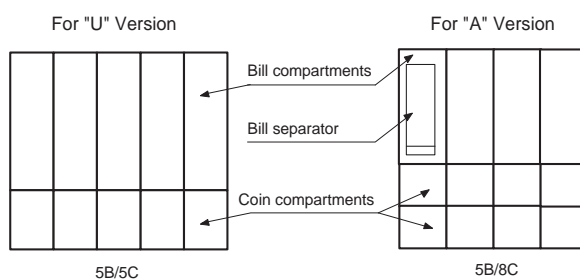 For "U" Version
For "A" Version
Bill compartments
Bill separator
Coin compartments
5B/5C
5B/8C